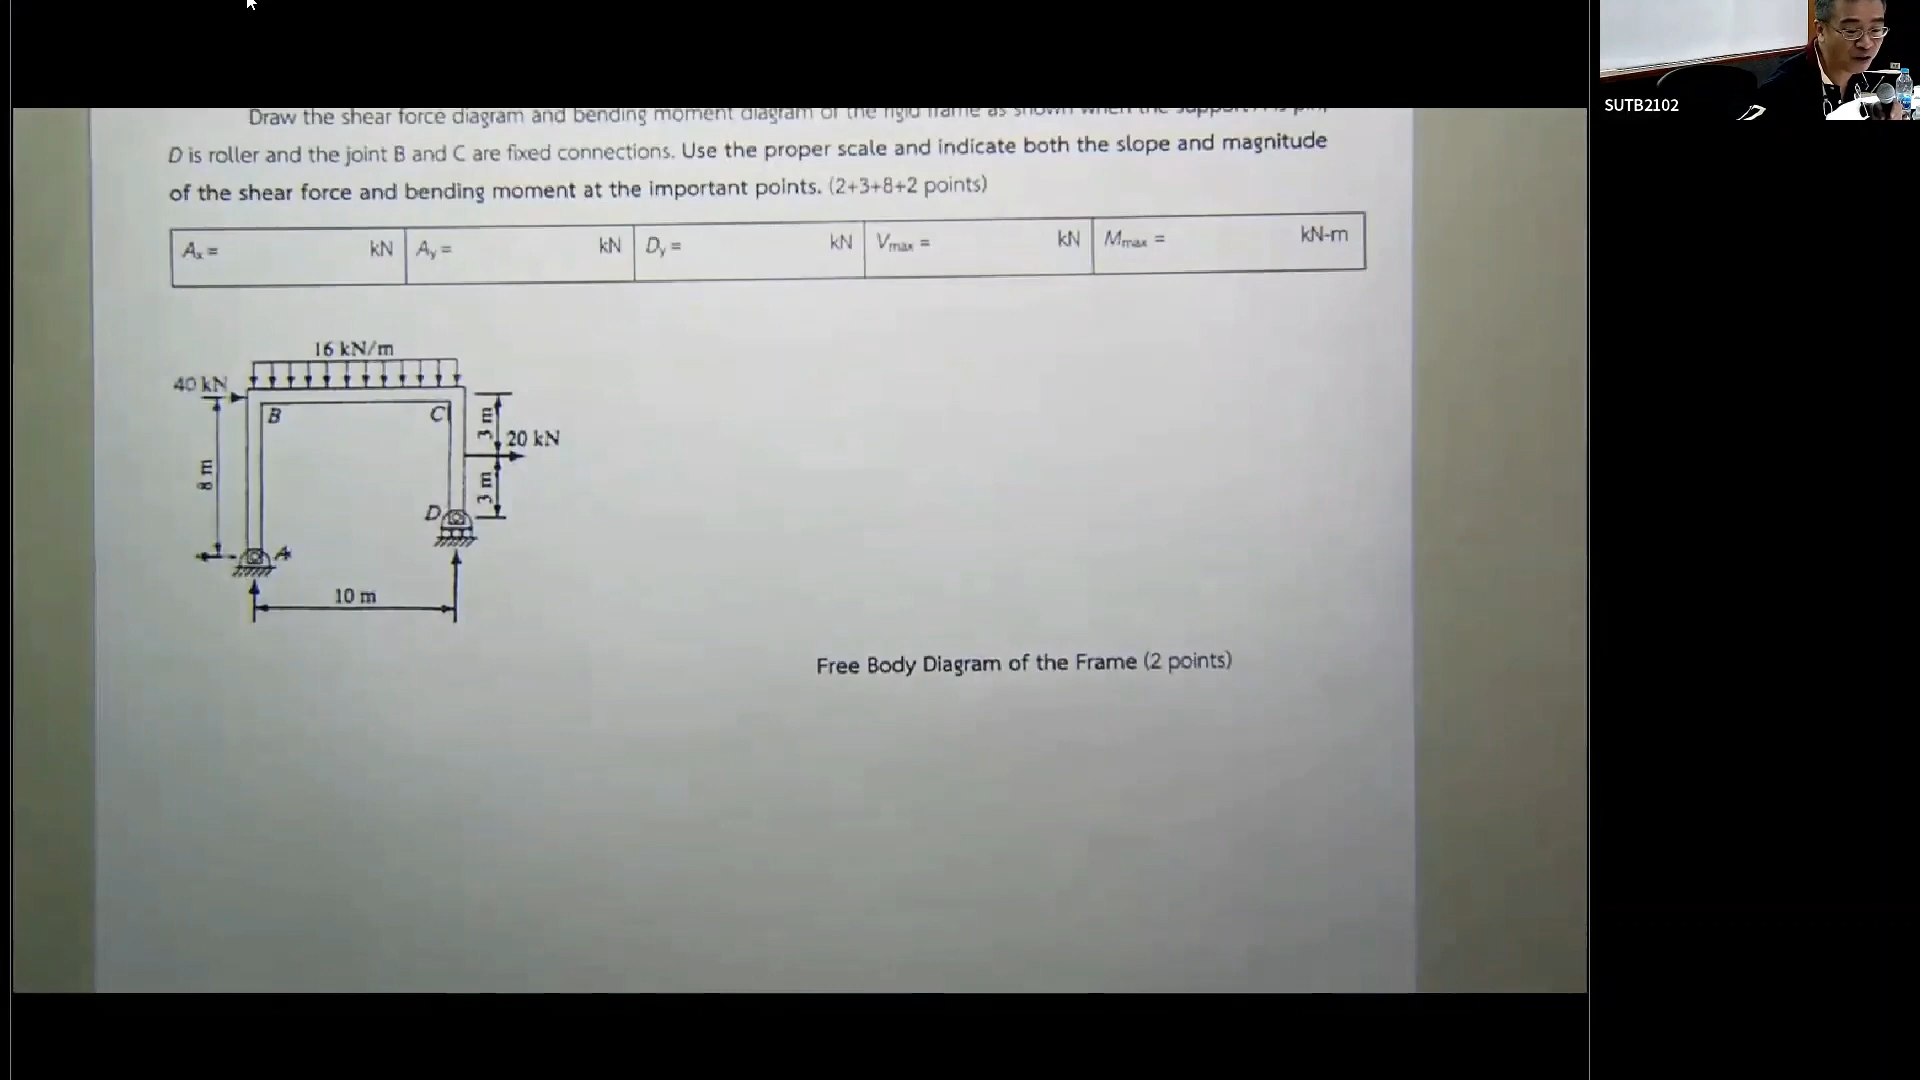 Draw the shear force diagram and bending moment diagram of the rigid frame as shown when the support A is pin,
D is roller and the joint B and C are fixed connections. Use the proper scale and indicate both the slope and magnitude
of the shear force and bending moment at the important points. (2+3+8+2 points)
Ax = kN Ay = kN Dy = kN Vmax = kN Mmax = kN-m
16 kN/m
40 kN
B C
3 m
20 kN
8 m
3 m
D
A
10 m
Free Body Diagram of the Frame (2 points)
SUTB2102